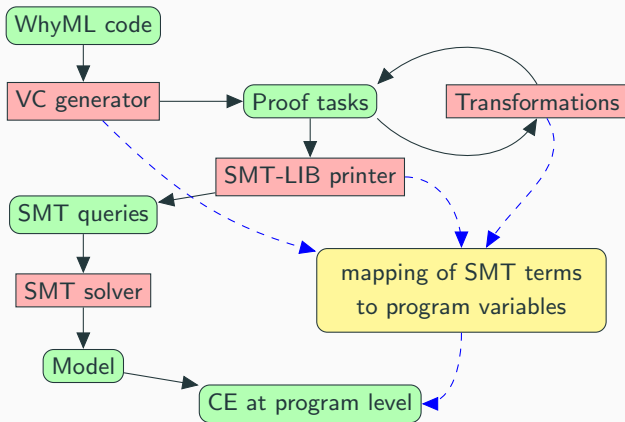 WhyML code
VC generator
Proof tasks
Transformations
SMT-LIB printer
SMT queries
mapping of SMT terms
to program variables
SMT solver
Model
CE at program level